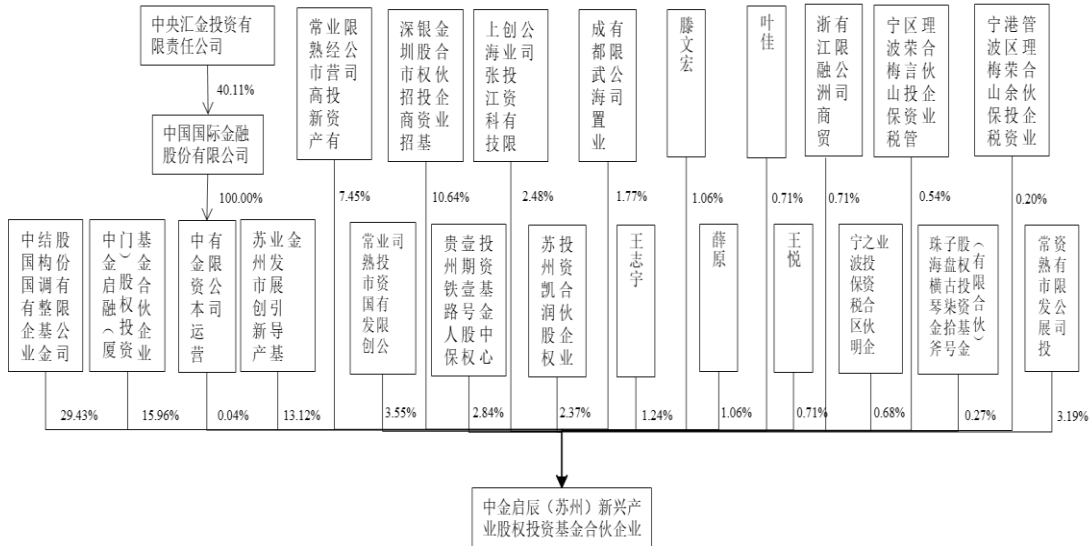 中央汇金投资有
限责任公司
40.11%
中国国际金融
股份有限公司
100.00%
常熟市高新产
业经营投资有
限公司
深圳市招商招
银股权投资基
金合伙企业
上海张江科技
创业投资有限
公司
成都武海置业
有限公司
滕文宏
叶佳
浙江融洲商贸
有限公司
宁波梅山保税
区荣言投资管
理合伙企业
宁波梅山保税
港区荣余投资
管理合伙企业
7.45%
10.64%
2.48%
1.77%
1.06%
0.71%
0.71%
0.54%
0.20%
中国国有企业
结构调整基金
股份有限公司
中金启融（厦
门）股权投资
基金合伙企业
中金资本运营
有限公司
苏州市创新产
业发展引导基
金
常熟市国发创
业投资有限公
司
贵州铁路人保
壹期壹号股权
投资基金中心
苏州凯润股权
投资合伙企业
王志宇
薛原
王悦
宁波保税区明
之投资合伙企
业
珠海横琴金斧
子盘古柒拾号
股权投资基金
（有限合伙）
常熟市发展投
资有限公司
29.43%
15.96%
0.04%
13.12%
3.55%
2.84%
2.37%
1.24%
1.06%
0.71%
0.68%
0.27%
3.19%
中金启辰（苏州）新兴产
业股权投资基金合伙企业